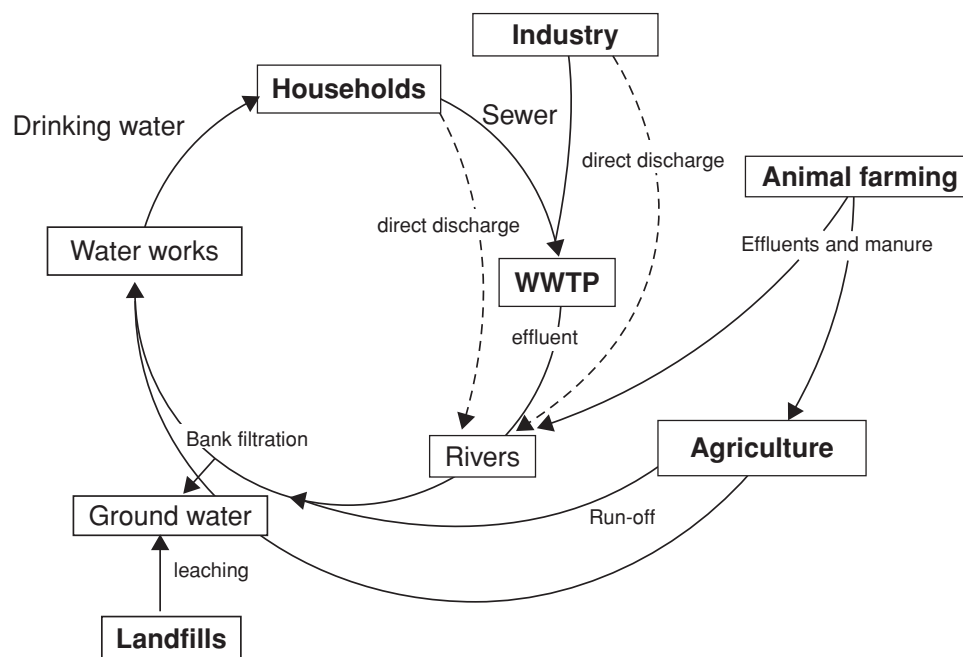 Industry
Households
Sewer
Drinking water
direct discharge
Animal farming
direct discharge
Water works
Effluents and manure
WWTP
effluent
Bank filtration
Rivers
Agriculture
Ground water
Run-off
leaching
Landfills